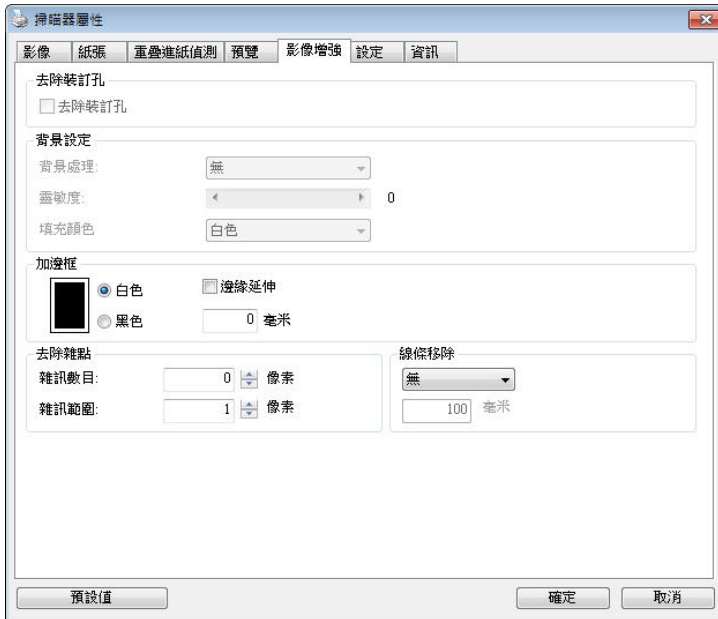 掃瞄器屬性
影像 紙張 重疊進紙偵測 預覽 影像增強 設定 資訊
去除裝訂孔
去除裝訂孔
背景設定
背景處理: 無
靈敏度: 0
填充顏色 白色
加邊框
白色 邊緣延伸
黑色 0 毫米
去除雜點
雜訊數目: 0 像素
雜訊範圍: 1 像素
線條移除
無
100 毫米
預設值 確定 取消